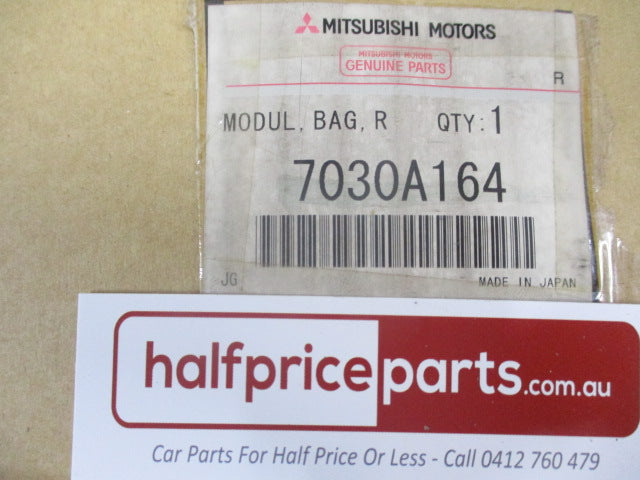 MITSUBISHI MOTORS
MITSUBISHI MOTORS
GENUINE PARTS
R
MODUL, BAG, R QTY:1
7030A164
JG MADE IN JAPAN
halfpriceparts.com.au
Car Parts For Half Price Or Less - Call 0412 760 479